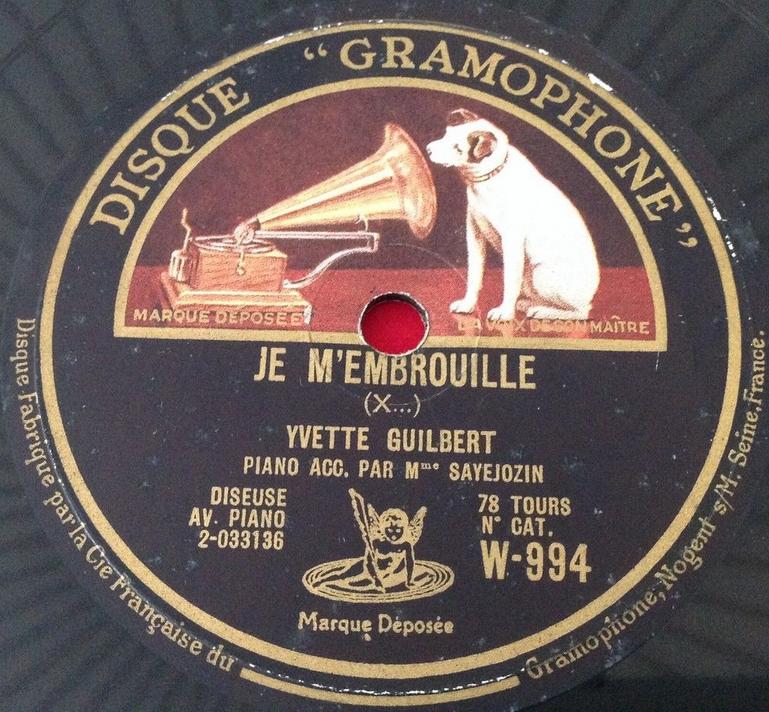 DISQUE “GRAMOPHONE”
MARQUE DÉPOSÉE
LA VOIX DE SON MAÎTRE
JE M'EMBROUILLE
(X...)
YVETTE GUILBERT
PIANO ACC. PAR Mme SAYEJOZIN
DISEUSE
AV. PIANO
2-033136
78 TOURS
N° CAT.
W-994
Marque Déposée
Disque Fabriqué par la Cie Française du Gramophone, Nogent s/M. Seine, France.